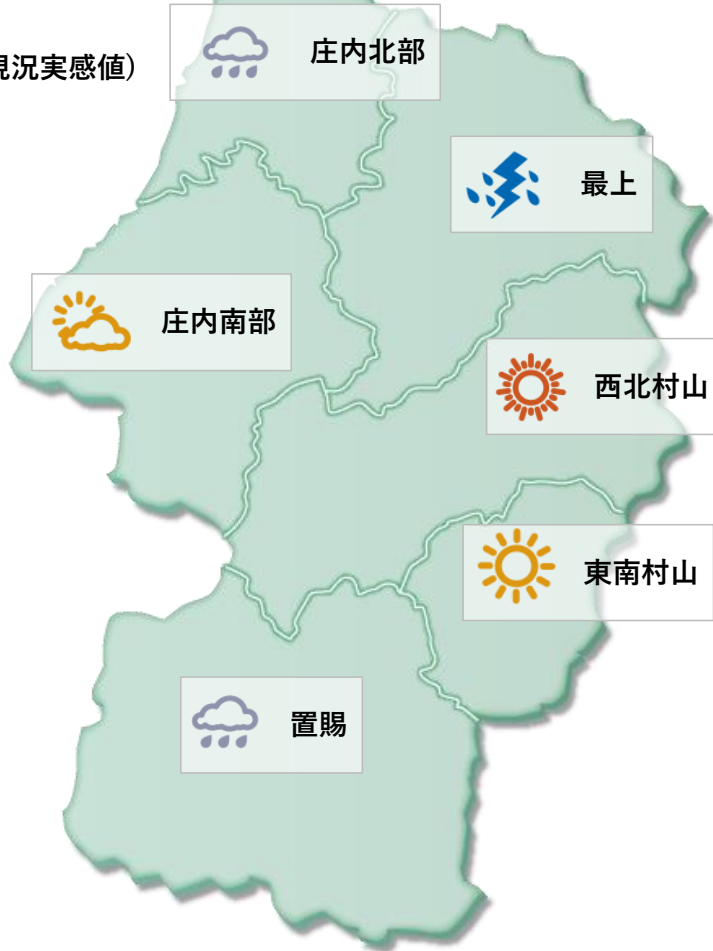 現況実感値)
庄内北部
最上
庄内南部
西北村山
東南村山
置賜